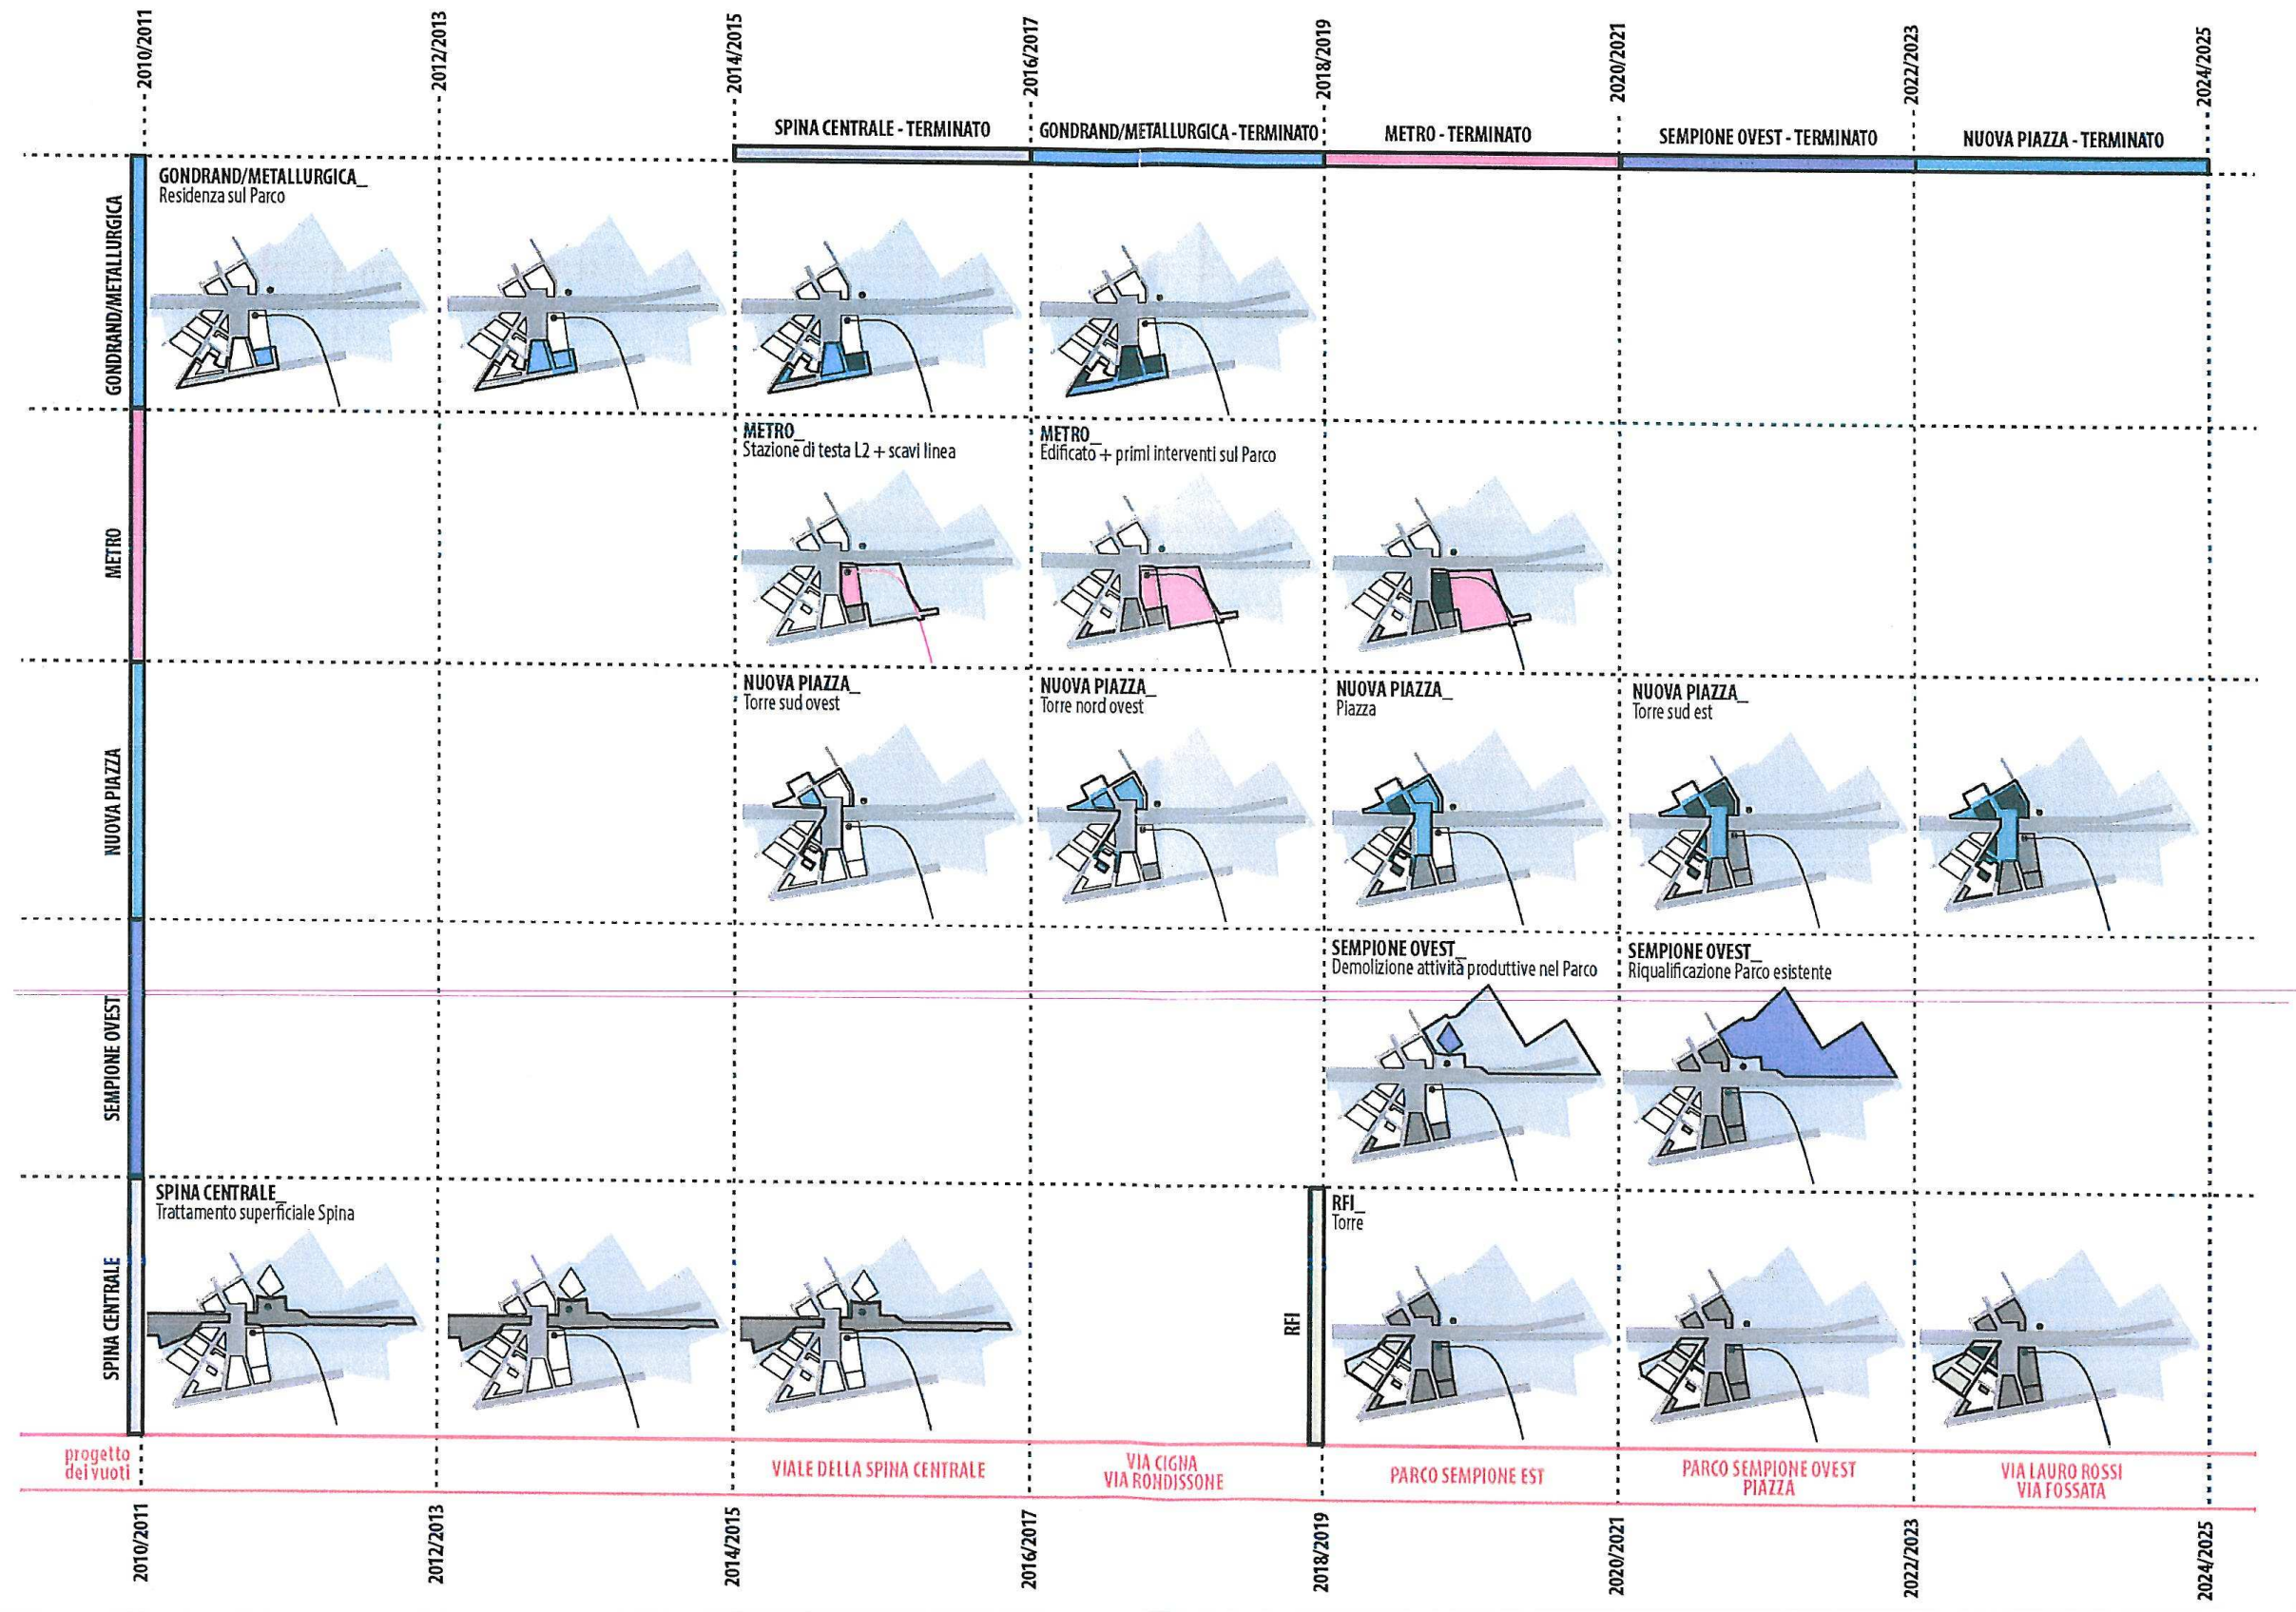 2010/2011
2012/2013
2014/2015
2016/2017
2018/2019
2020/2021
2022/2023
2024/2025
SPINA CENTRALE - TERMINATO
GONDRAND/METALLURGICA - TERMINATO
METRO - TERMINATO
SEMPIONE OVEST - TERMINATO
NUOVA PIAZZA - TERMINATO
GONDRAND/METALLURGICA
GONDRAND/METALLURGICA_
Residenza sul Parco
METRO
METRO_
Stazione di testa L2 + scavi linea
METRO_
Edificato + primi interventi sul Parco
NUOVA PIAZZA
NUOVA PIAZZA_
Torre sud ovest
NUOVA PIAZZA_
Torre nord ovest
NUOVA PIAZZA_
Piazza
NUOVA PIAZZA_
Torre sud est
SEMPIONE OVEST
SEMPIONE OVEST_
Demolizione attività produttive nel Parco
SEMPIONE OVEST_
Riqualificazione Parco esistente
SPINA CENTRALE
SPINA CENTRALE_
Trattamento superficiale Spina
RFI
RFI_
Torre
progetto
dei vuoti
VIALE DELLA SPINA CENTRALE
VIA CIGNA
VIA RONDISSONE
PARCO SEMPIONE EST
PARCO SEMPIONE OVEST
PIAZZA
VIA LAURO ROSSI
VIA FOSSATA
2010/2011
2012/2013
2014/2015
2016/2017
2018/2019
2020/2021
2022/2023
2024/2025